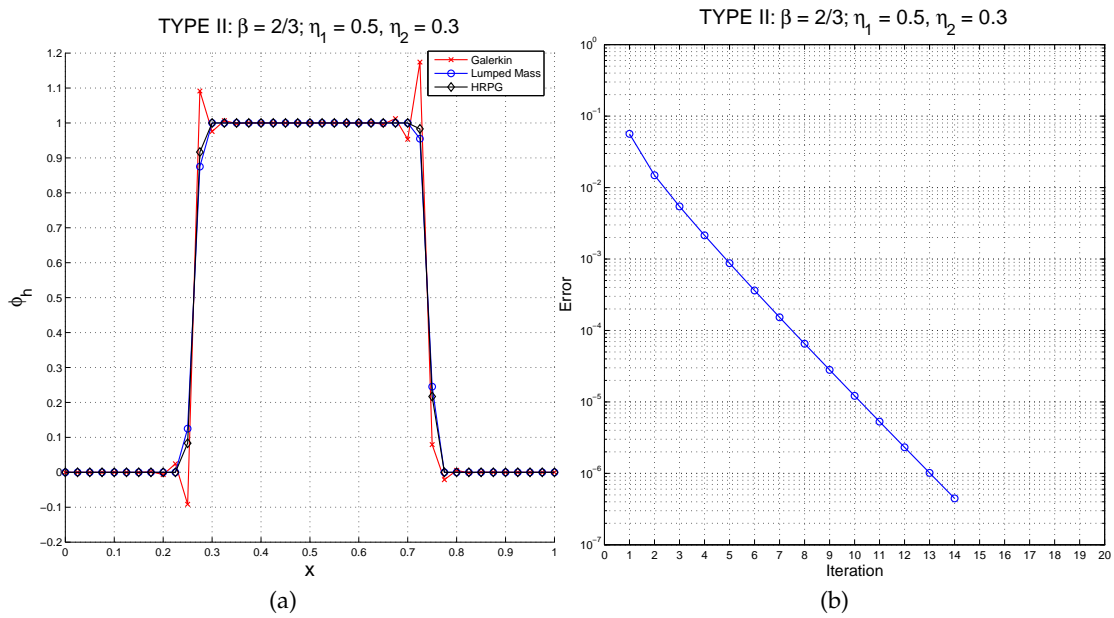 TYPE II: β = 2/3; η₁ = 0.5, η₂ = 0.3
1.2
1.1
1
0.9
0.8
0.7
0.6
0.5
0.4
0.3
0.2
0.1
0
−0.1
−0.2
ϕₕ
Galerkin
Lumped Mass
HRPG
0 0.1 0.2 0.3 0.4 0.5 0.6 0.7 0.8 0.9 1
x
(a)
TYPE II: β = 2/3; η₁ = 0.5, η₂ = 0.3
10⁰
10⁻¹
10⁻²
10⁻³
10⁻⁴
10⁻⁵
10⁻⁶
10⁻⁷
Error
0 1 2 3 4 5 6 7 8 9 10 11 12 13 14 15 16 17 18 19 20
Iteration
(b)